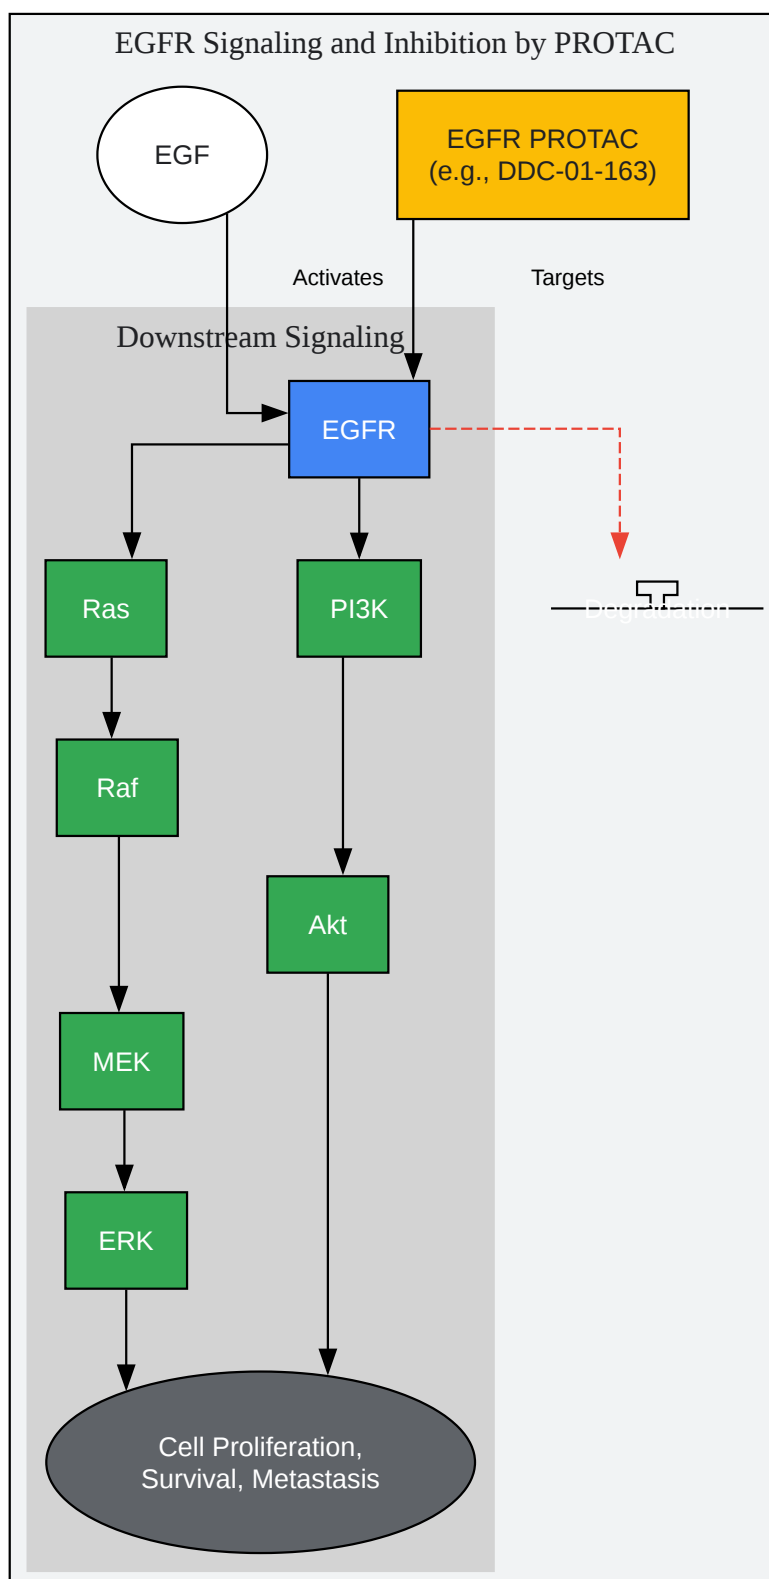 EGFR Signaling and Inhibition by PROTAC
EGF
EGFR PROTAC
(e.g., DDC-01-163)
Activates
Targets
Downstream Signaling
EGFR
Ras
PI3K
Degradation
Raf
Akt
MEK
ERK
Cell Proliferation,
Survival, Metastasis